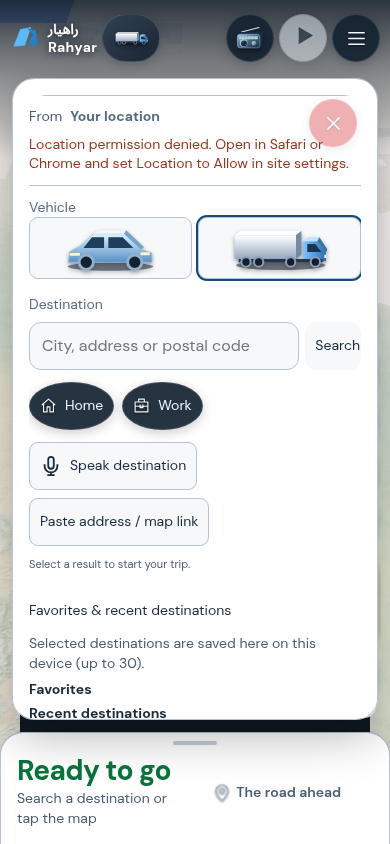 راهیار
Rahyar
From Your location
Location permission denied. Open in Safari or
Chrome and set Location to Allow in site settings.
Vehicle
Destination
City, address or postal code
Search
Home
Work
Speak destination
Paste address / map link
Select a result to start your trip.
Favorites & recent destinations
Selected destinations are saved here on this
device (up to 30).
Favorites
Recent destinations
Ready to go
Search a destination or
tap the map
The road ahead